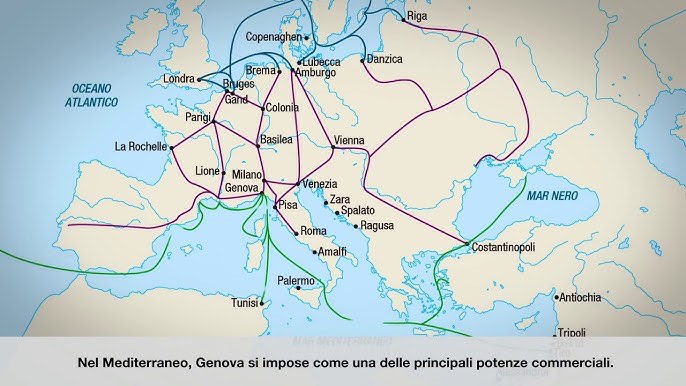 Riga
Copenaghen
Lubecca
Danzica
Brema
Amburgo
Londra
Bruges
Gand
OCEANO
ATLANTICO
Colonia
Parigi
Basilea
Vienna
La Rochelle
Lione
Milano
Genova
Venezia
MAR NERO
Zara
Pisa
Spalato
Ragusa
Roma
Amalfi
Costantinopoli
Palermo
Tunisi
Antiochia
Tripoli
MAR MEDITERRANEO
Nel Mediterraneo, Genova si impose come una delle principali potenze commerciali.